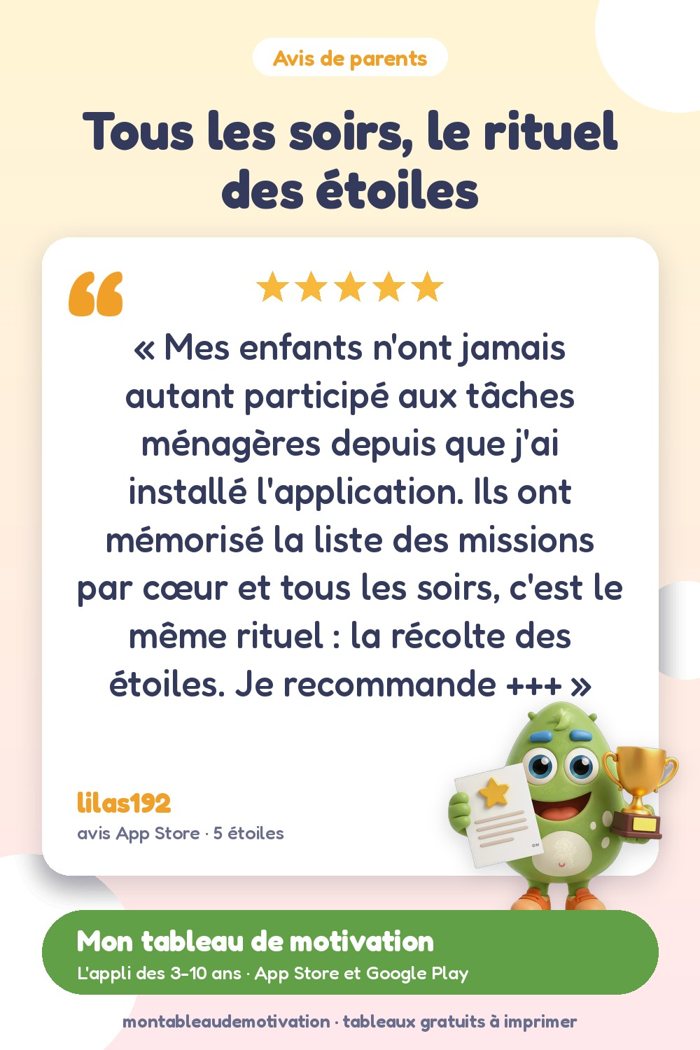 Avis de parents
Tous les soirs, le rituel
des étoiles
« Mes enfants n'ont jamais
autant participé aux tâches
ménagères depuis que j'ai
installé l'application. Ils ont
mémorisé la liste des missions
par cœur et tous les soirs, c'est le
même rituel : la récolte des
étoiles. Je recommande +++ »
lilas192
avis App Store · 5 étoiles
Mon tableau de motivation
L'appli des 3-10 ans · App Store et Google Play
montableaudemotivation · tableaux gratuits à imprimer